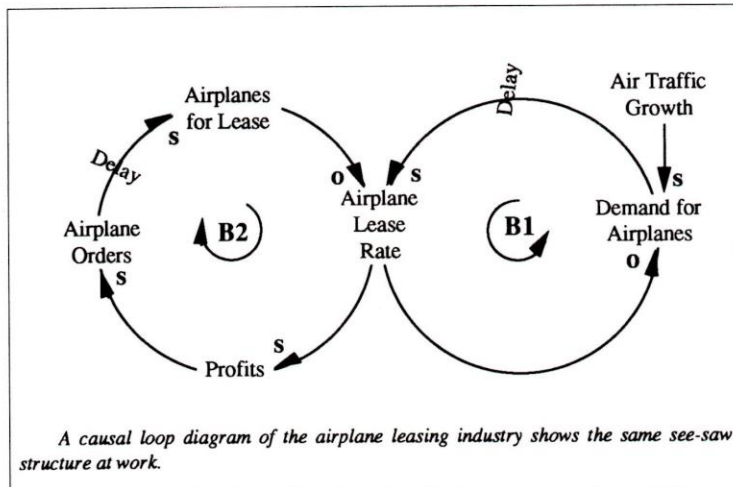 Airplanes
for Lease
Delay
Air Traffic
Growth
Delay
s
o
s
s
Airplane
Orders
B2
Airplane
Lease
Rate
B1
Demand for
Airplanes
s
o
s
Profits
A causal loop diagram of the airplane leasing industry shows the same see-saw
structure at work.